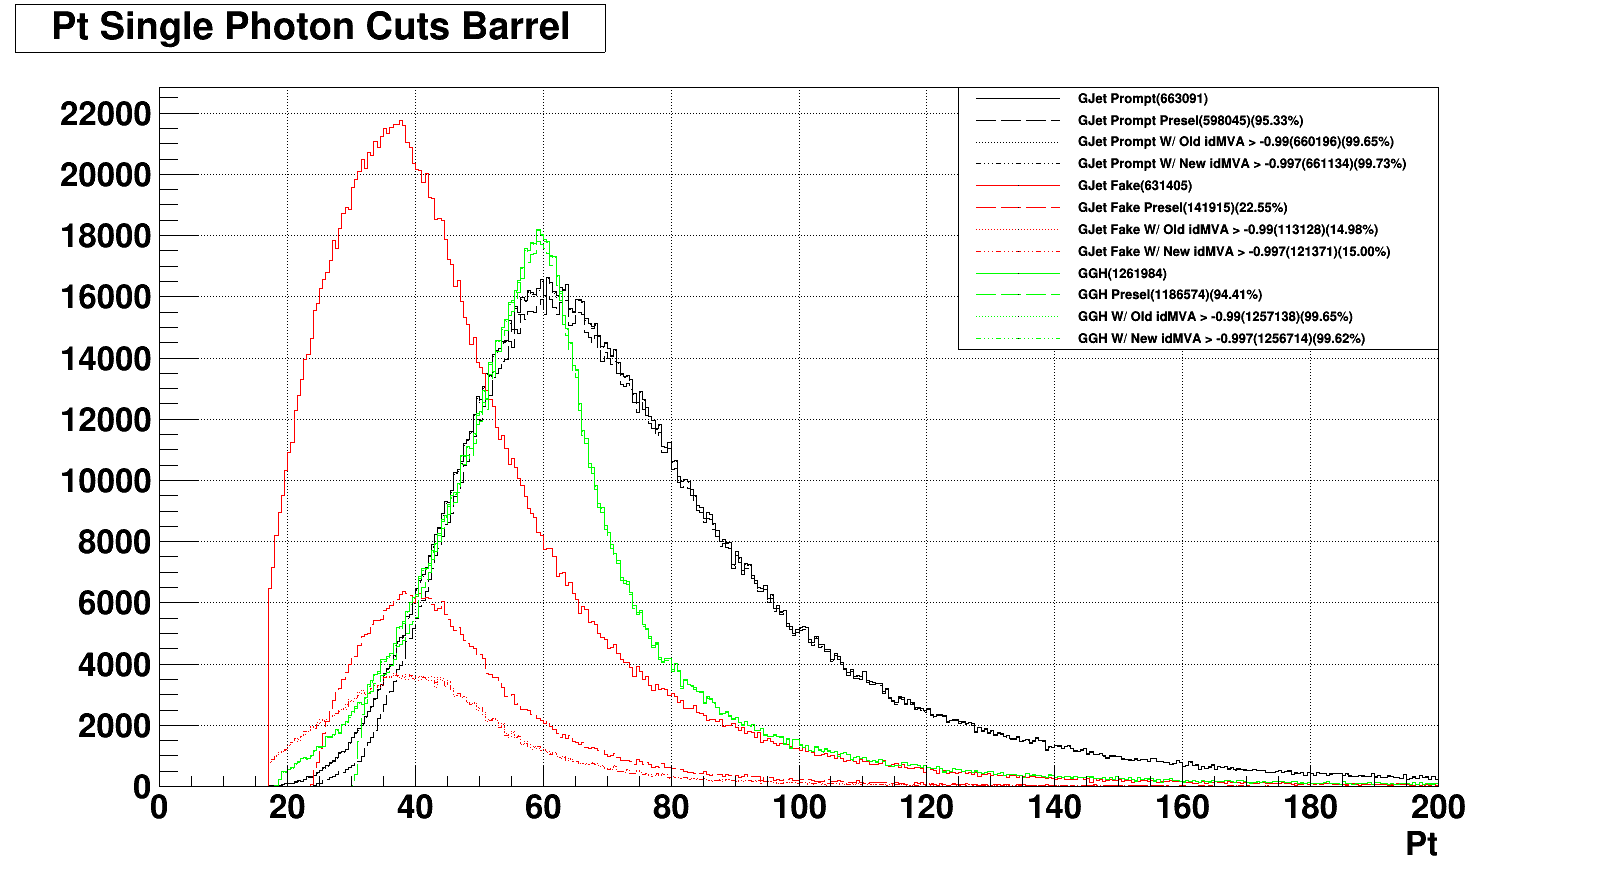 Pt Single Photon Cuts Barrel
22000
20000
18000
16000
14000
12000
10000
8000
6000
4000
2000
0
GJet Prompt(663091)
GJet Prompt Presel(598045)(95.33%)
GJet Prompt W/ Old idMVA > -0.99(660196)(99.65%)
GJet Prompt W/ New idMVA > -0.997(661134)(99.73%)
GJet Fake(631405)
GJet Fake Presel(141915)(22.55%)
GJet Fake W/ Old idMVA > -0.99(113128)(14.98%)
GJet Fake W/ New idMVA > -0.997(121371)(15.00%)
GGH(1261984)
GGH Presel(1186574)(94.41%)
GGH W/ Old idMVA > -0.99(1257138)(99.65%)
GGH W/ New idMVA > -0.997(1256714)(99.62%)
0 20 40 60 80 100 120 140 160 180 200
Pt